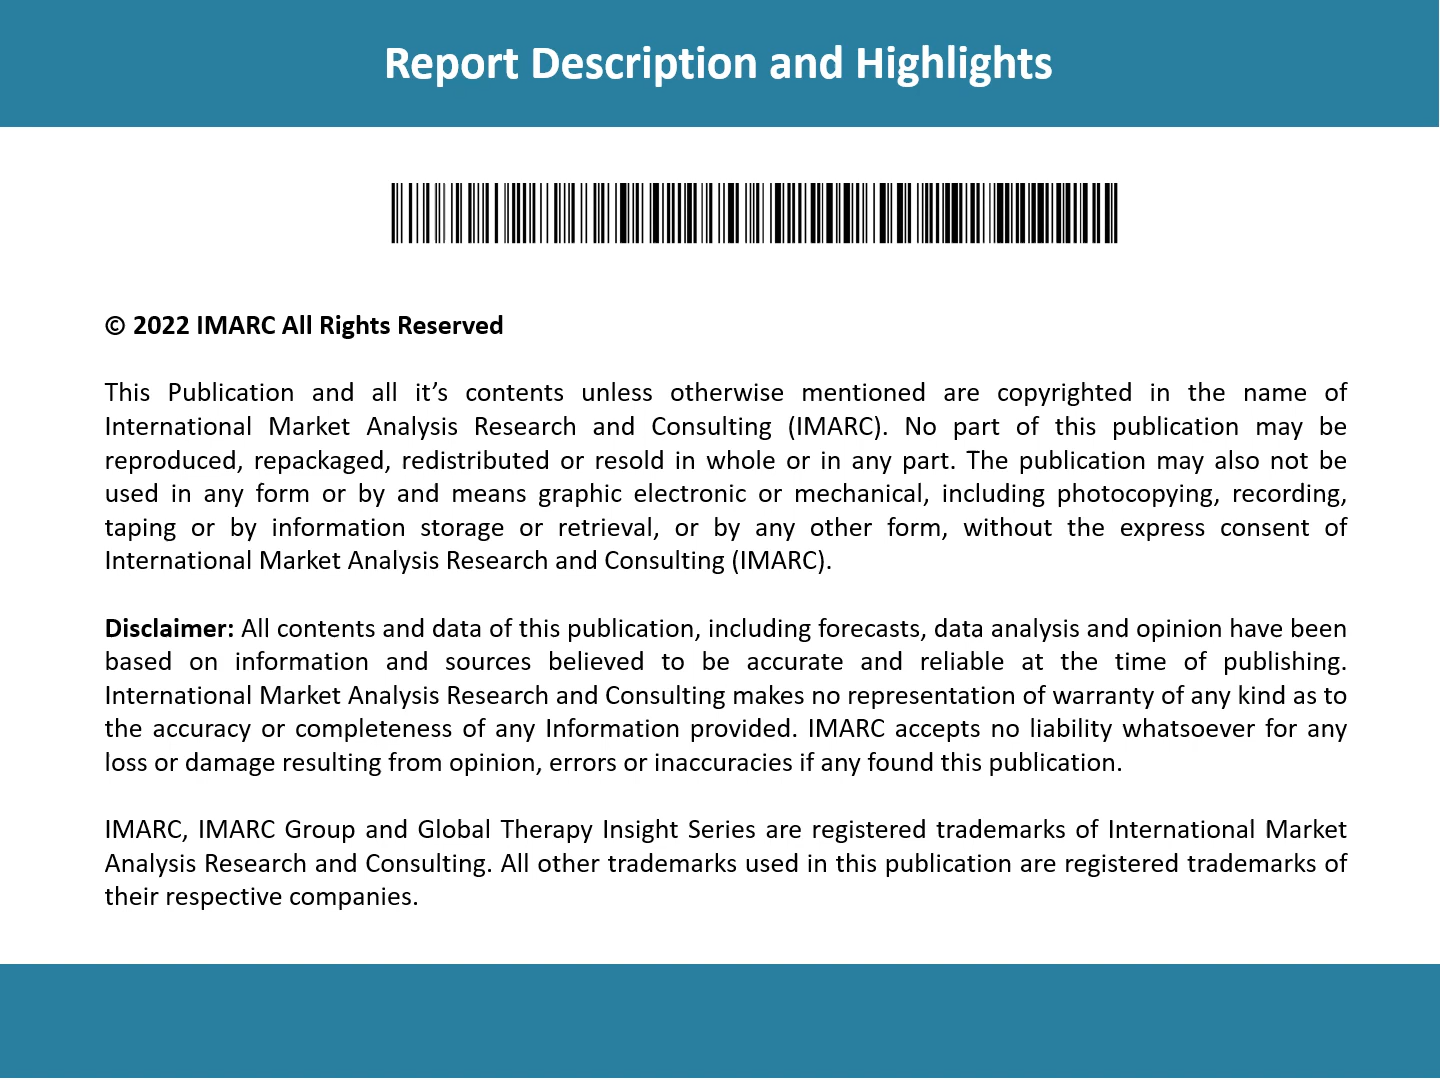 Report Description and Highlights
© 2022 IMARC All Rights Reserved
This Publication and all it’s contents unless otherwise mentioned are copyrighted in the name of
International Market Analysis Research and Consulting (IMARC). No part of this publication may be
reproduced, repackaged, redistributed or resold in whole or in any part. The publication may also not be
used in any form or by and means graphic electronic or mechanical, including photocopying, recording,
taping or by information storage or retrieval, or by any other form, without the express consent of
International Market Analysis Research and Consulting (IMARC).
Disclaimer: All contents and data of this publication, including forecasts, data analysis and opinion have been
based on information and sources believed to be accurate and reliable at the time of publishing.
International Market Analysis Research and Consulting makes no representation of warranty of any kind as to
the accuracy or completeness of any Information provided. IMARC accepts no liability whatsoever for any
loss or damage resulting from opinion, errors or inaccuracies if any found this publication.
IMARC, IMARC Group and Global Therapy Insight Series are registered trademarks of International Market
Analysis Research and Consulting. All other trademarks used in this publication are registered trademarks of
their respective companies.